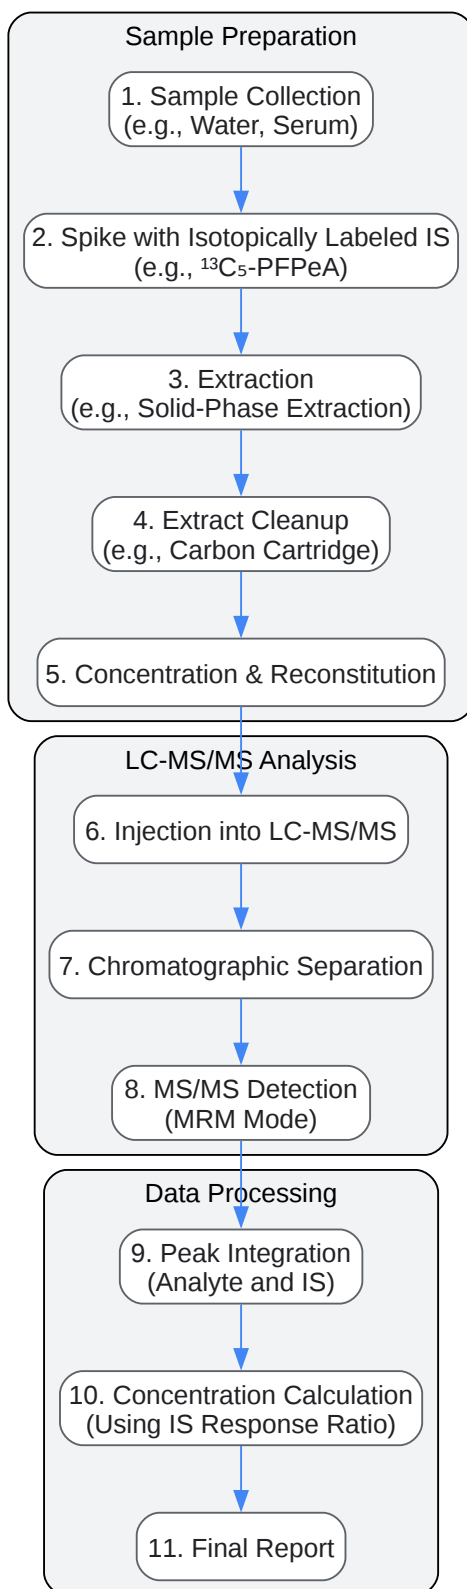 Sample Preparation
1. Sample Collection
(e.g., Water, Serum)
2. Spike with Isotopically Labeled IS
(e.g., ¹³C₅-PFPeA)
3. Extraction
(e.g., Solid-Phase Extraction)
4. Extract Cleanup
(e.g., Carbon Cartridge)
5. Concentration & Reconstitution
LC-MS/MS Analysis
6. Injection into LC-MS/MS
7. Chromatographic Separation
8. MS/MS Detection
(MRM Mode)
Data Processing
9. Peak Integration
(Analyte and IS)
10. Concentration Calculation
(Using IS Response Ratio)
11. Final Report